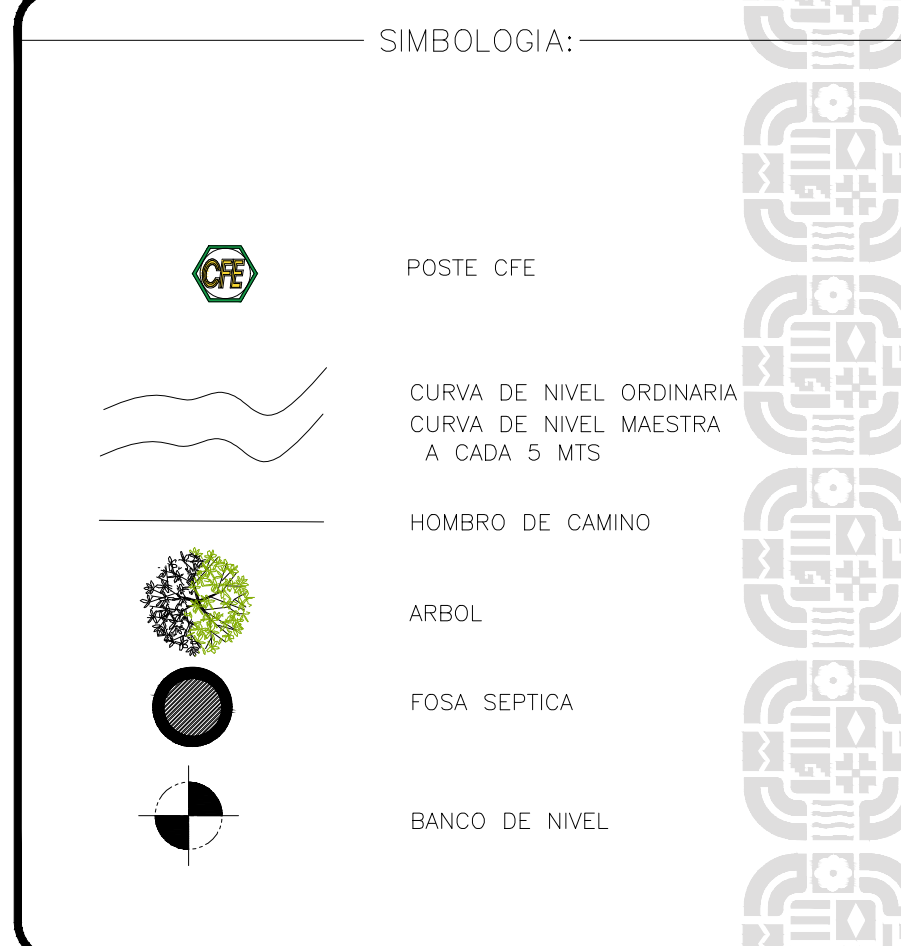 SIMBOLOGIA:
CFE
POSTE CFE
CURVA DE NIVEL ORDINARIA
CURVA DE NIVEL MAESTRA
A CADA 5 MTS
HOMBRO DE CAMINO
ARBOL
FOSA SEPTICA
BANCO DE NIVEL